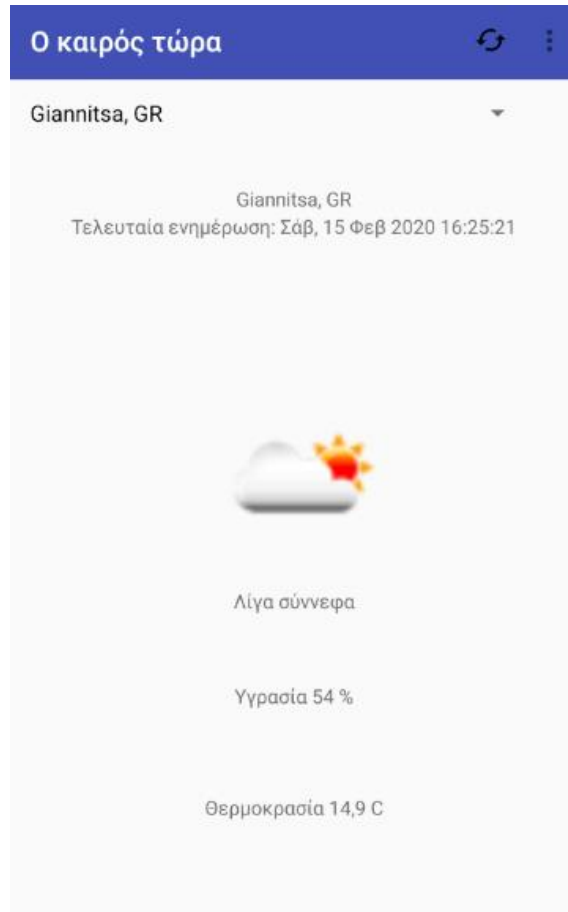 Ο καιρός τώρα
Giannitsa, GR
Giannitsa, GR
Τελευταία ενημέρωση: Σάβ, 15 Φεβ 2020 16:25:21
Λίγα σύννεφα
Υγρασία 54 %
Θερμοκρασία 14,9 C